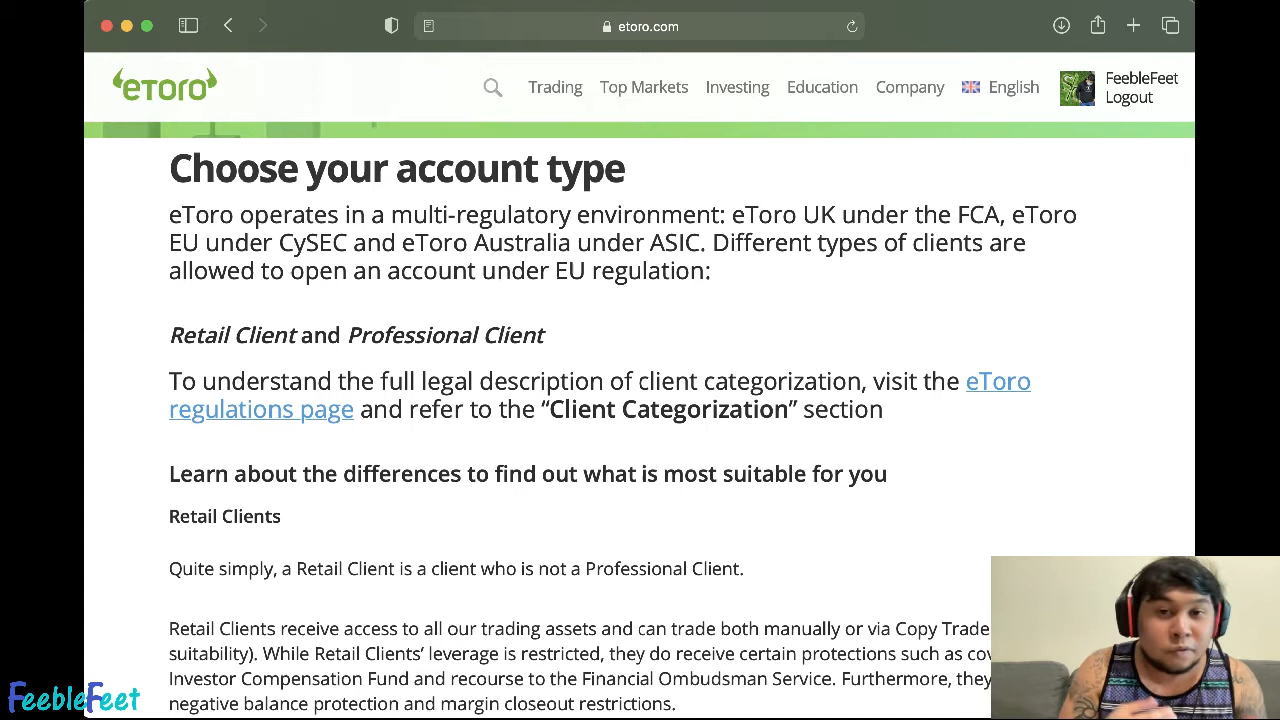 etoro.com
eToro
Trading Top Markets Investing Education Company English
FeebleFeet
Logout
Choose your account type
eToro operates in a multi-regulatory environment: eToro UK under the FCA, eToro
EU under CySEC and eToro Australia under ASIC. Different types of clients are
allowed to open an account under EU regulation:
Retail Client and Professional Client
To understand the full legal description of client categorization, visit the eToro
regulations page and refer to the “Client Categorization” section
Learn about the differences to find out what is most suitable for you
Retail Clients
Quite simply, a Retail Client is a client who is not a Professional Client.
Retail Clients receive access to all our trading assets and can trade both manually or via Copy Trade
suitability). While Retail Clients’ leverage is restricted, they do receive certain protections such as
Investor Compensation Fund and recourse to the Financial Ombudsman Service. Furthermore, they
negative balance protection and margin closeout restrictions.
FeebleFeet